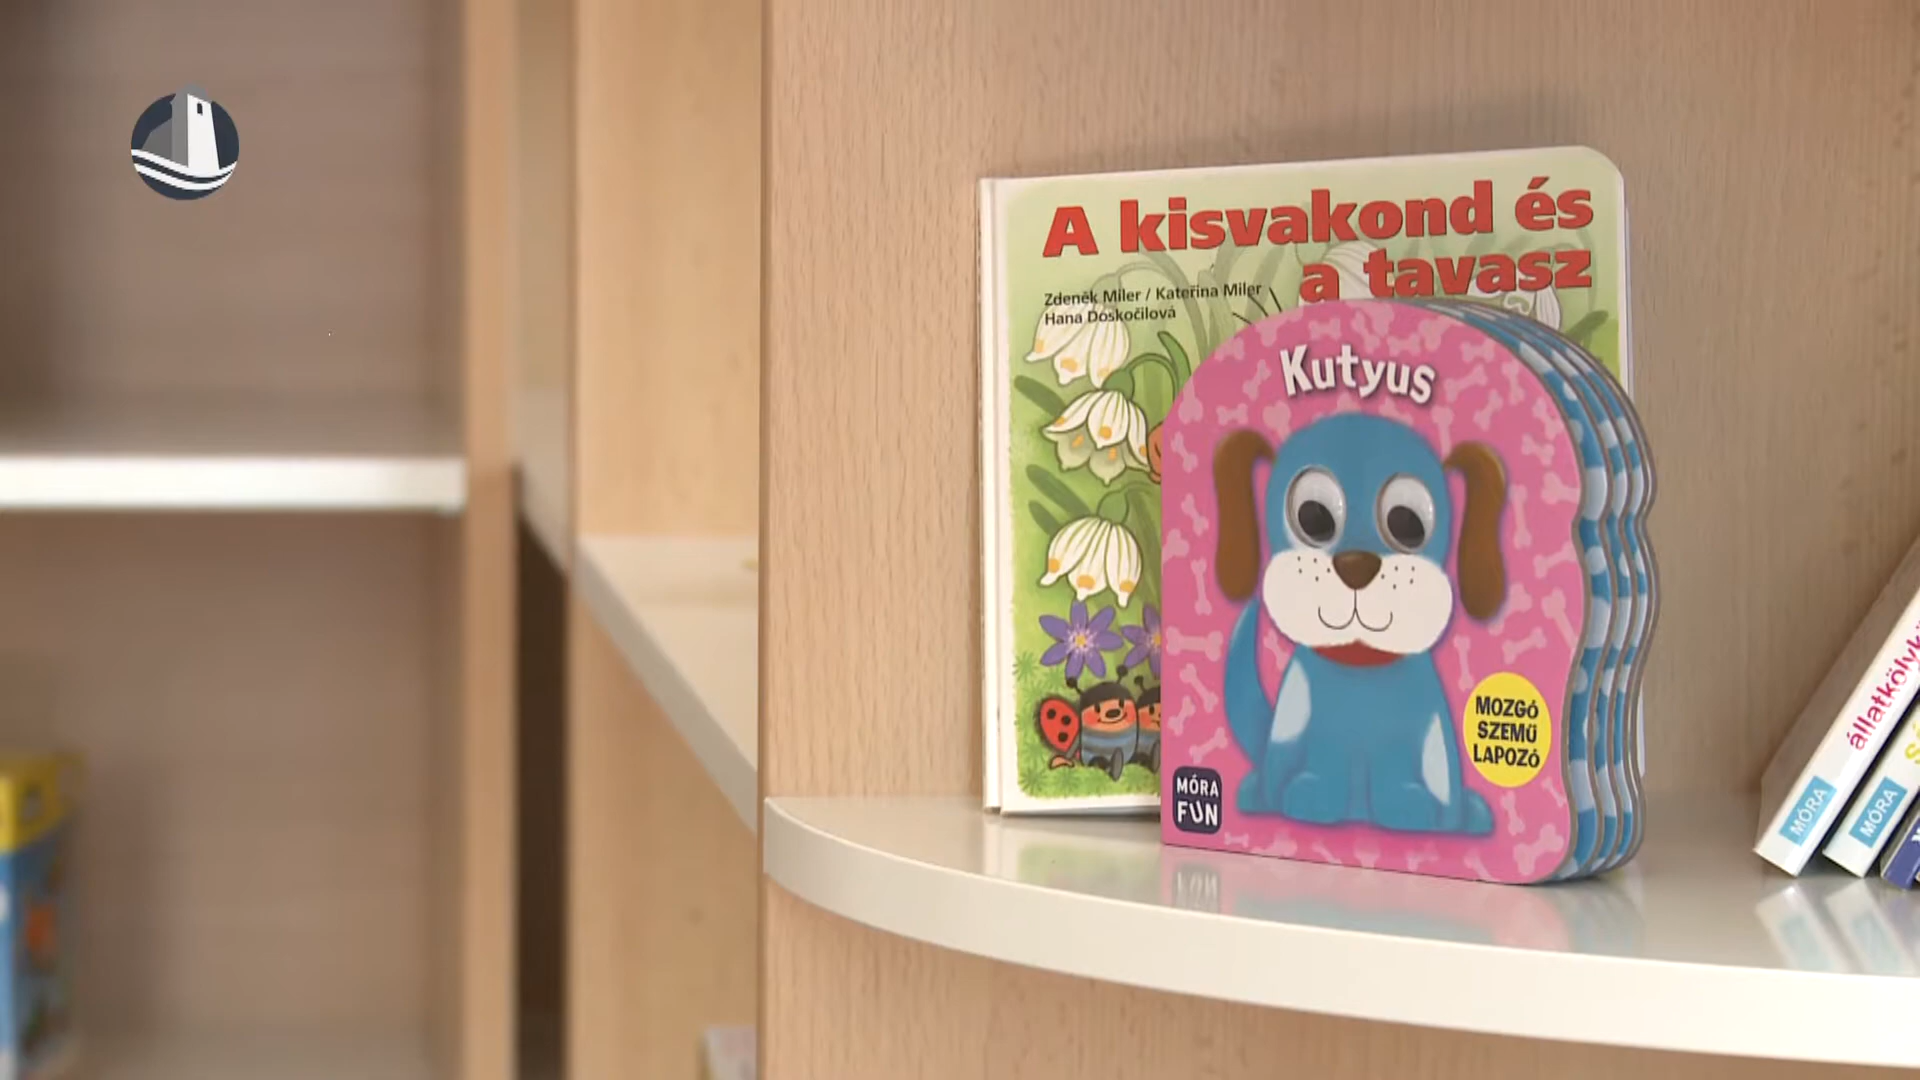 A kisvakond és
a tavasz
Zdeněk Miler / Kateřina Miler
Hana Doskočilová
Kutyus
MOZGÓ
SZEMŰ
LAPOZÓ
MÓRA
FUN
MÓRA
MÓRA